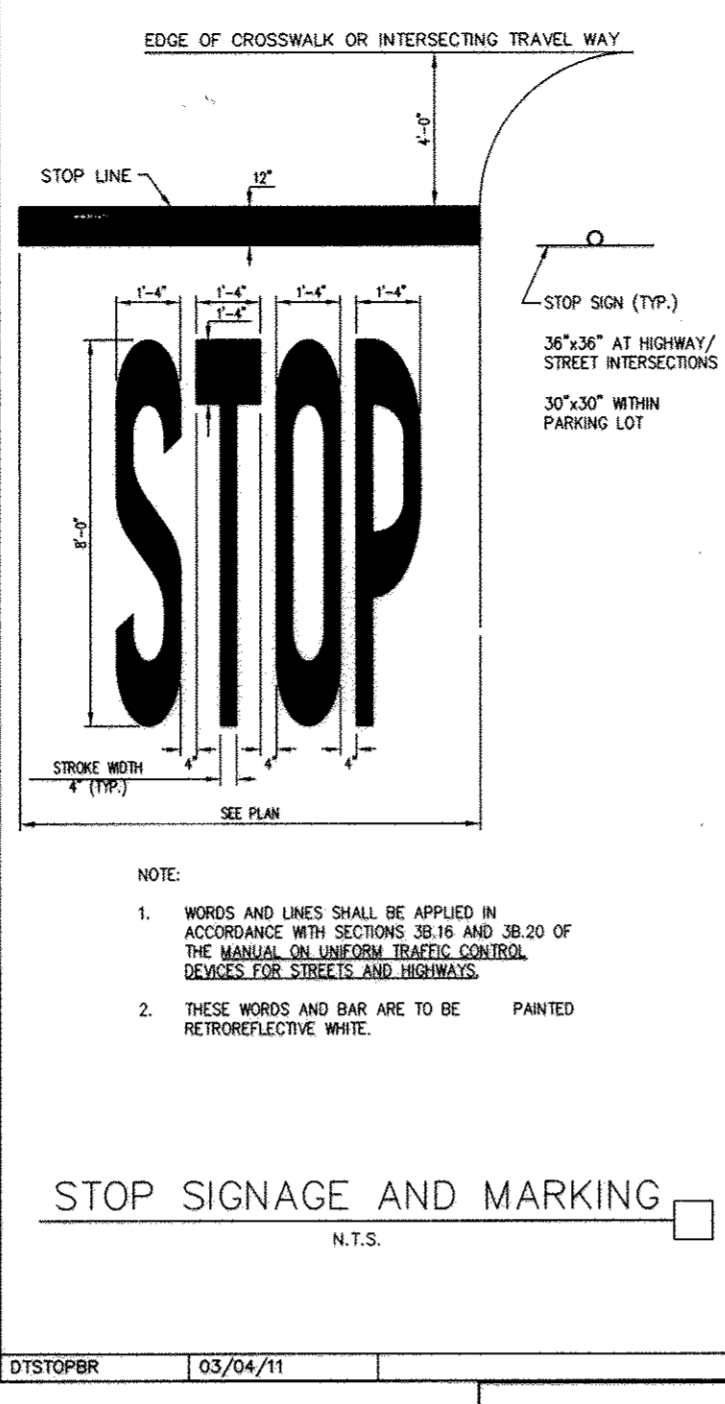 EDGE OF CROSSWALK OR INTERSECTING TRAVEL WAY
4'-0"
STOP LINE
12"
STOP SIGN (TYP.)
36"x36" AT HIGHWAY/
STREET INTERSECTIONS
30"x30" WITHIN
PARKING LOT
1'-4" 1'-4" 1'-4" 1'-4"
1'-4"
8'-0"
STOP
4" 4" 4"
STROKE WIDTH
4" (TYP.)
SEE PLAN
NOTE:
1. WORDS AND LINES SHALL BE APPLIED IN
ACCORDANCE WITH SECTIONS 3B.16 AND 3B.20 OF
THE MANUAL ON UNIFORM TRAFFIC CONTROL
DEVICES FOR STREETS AND HIGHWAYS.
2. THESE WORDS AND BAR ARE TO BE PAINTED
RETROREFLECTIVE WHITE.
STOP SIGNAGE AND MARKING
N.T.S.
DTSTOPBR 03/04/11